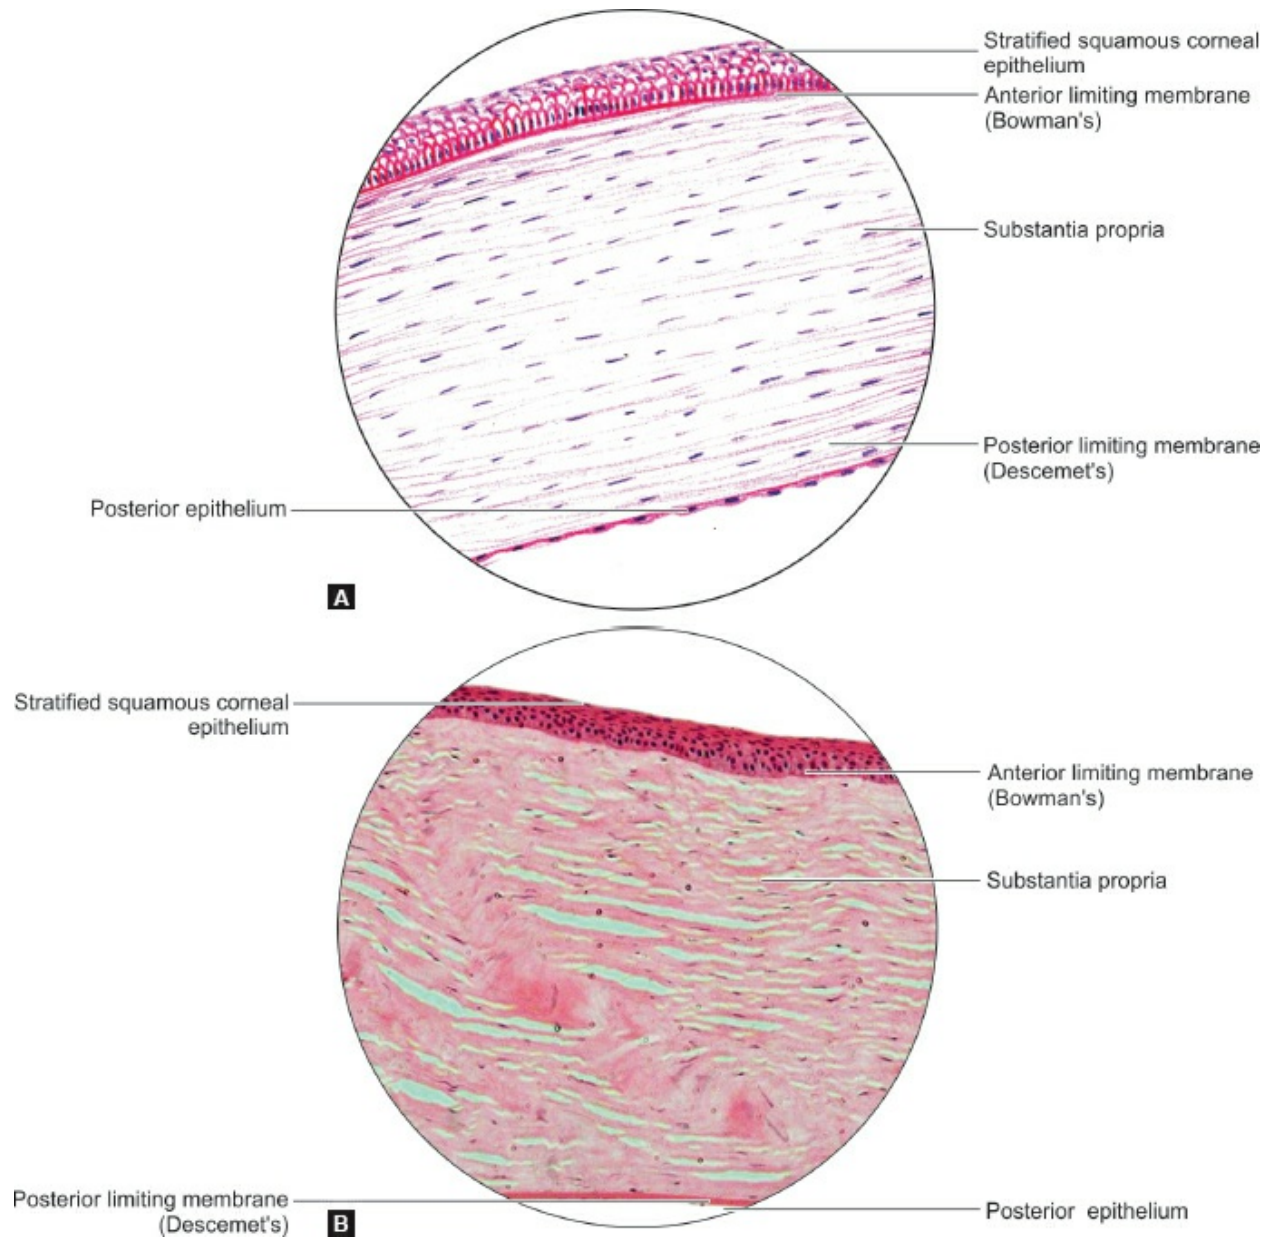 Stratified squamous corneal
epithelium
Anterior limiting membrane
(Bowman's)
Substantia propria
Posterior limiting membrane
(Descemet's)
Posterior epithelium
A
Stratified squamous corneal
epithelium
Anterior limiting membrane
(Bowman's)
Substantia propria
Posterior limiting membrane
(Descemet's)
B
Posterior epithelium